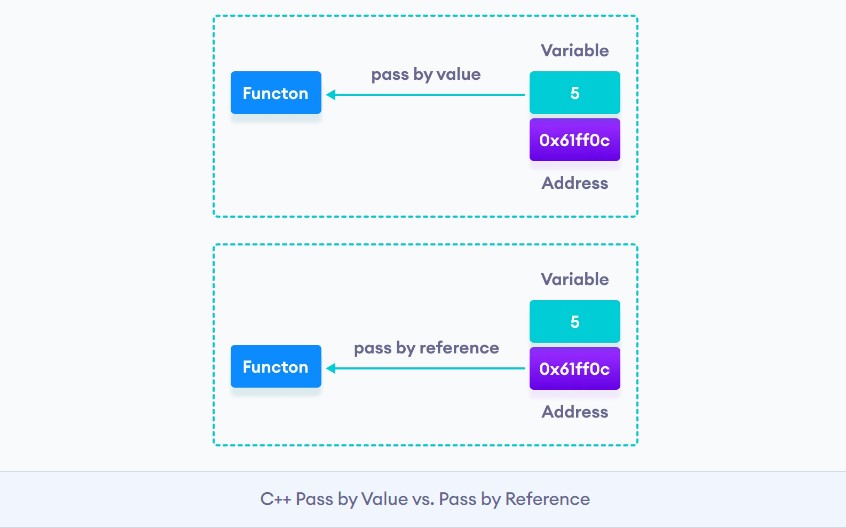 Variable
pass by value
Functon
5
0x61ff0c
Address
Variable
5
pass by reference
Functon
0x61ff0c
Address
C++ Pass by Value vs. Pass by Reference